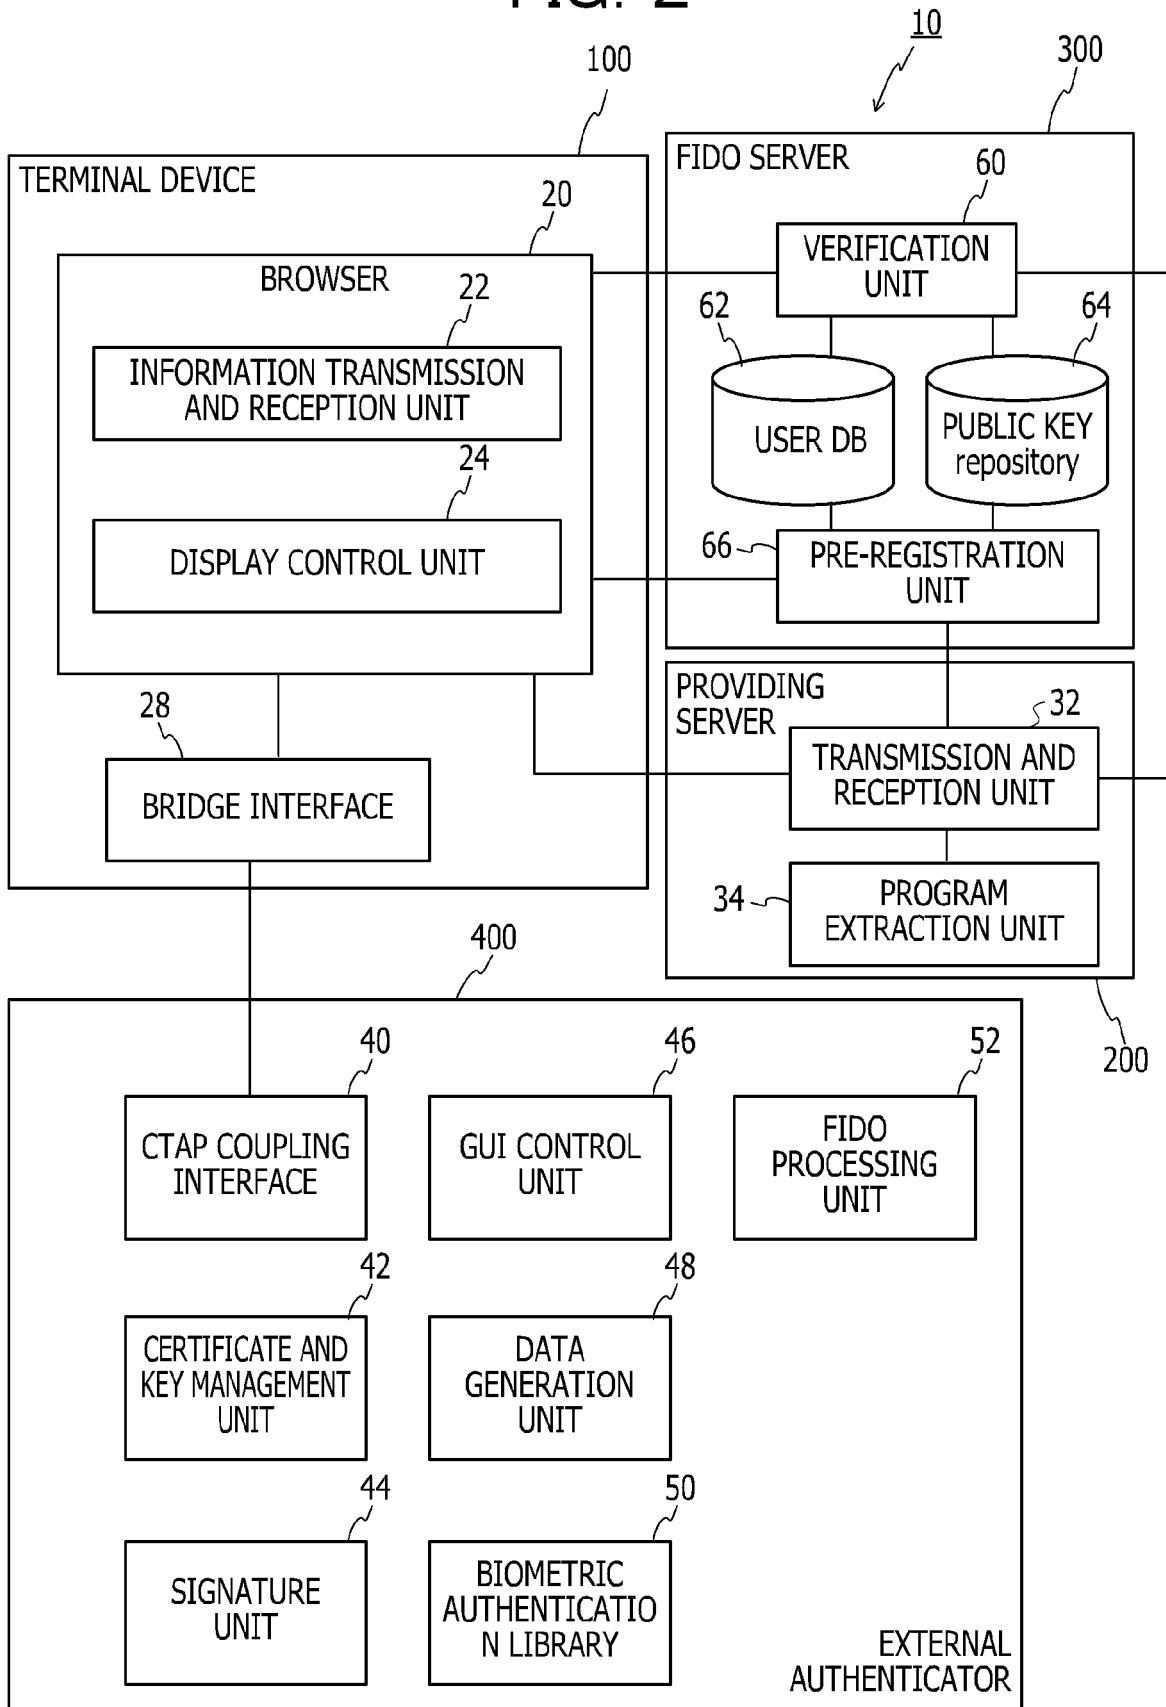 FIG. 2
10
100
300
TERMINAL DEVICE
FIDO SERVER
20
60
BROWSER
VERIFICATION
UNIT
22
62
64
INFORMATION TRANSMISSION
AND RECEPTION UNIT
USER DB
PUBLIC KEY
repository
24
66
DISPLAY CONTROL UNIT
PRE-REGISTRATION
UNIT
PROVIDING
SERVER
28
32
TRANSMISSION AND
RECEPTION UNIT
BRIDGE INTERFACE
34
PROGRAM
EXTRACTION UNIT
400
200
40
46
52
CTAP COUPLING
INTERFACE
GUI CONTROL
UNIT
FIDO
PROCESSING
UNIT
42
48
CERTIFICATE AND
KEY MANAGEMENT
UNIT
DATA
GENERATION
UNIT
44
50
SIGNATURE
UNIT
BIOMETRIC
AUTHENTICATIO
N LIBRARY
EXTERNAL
AUTHENTICATOR